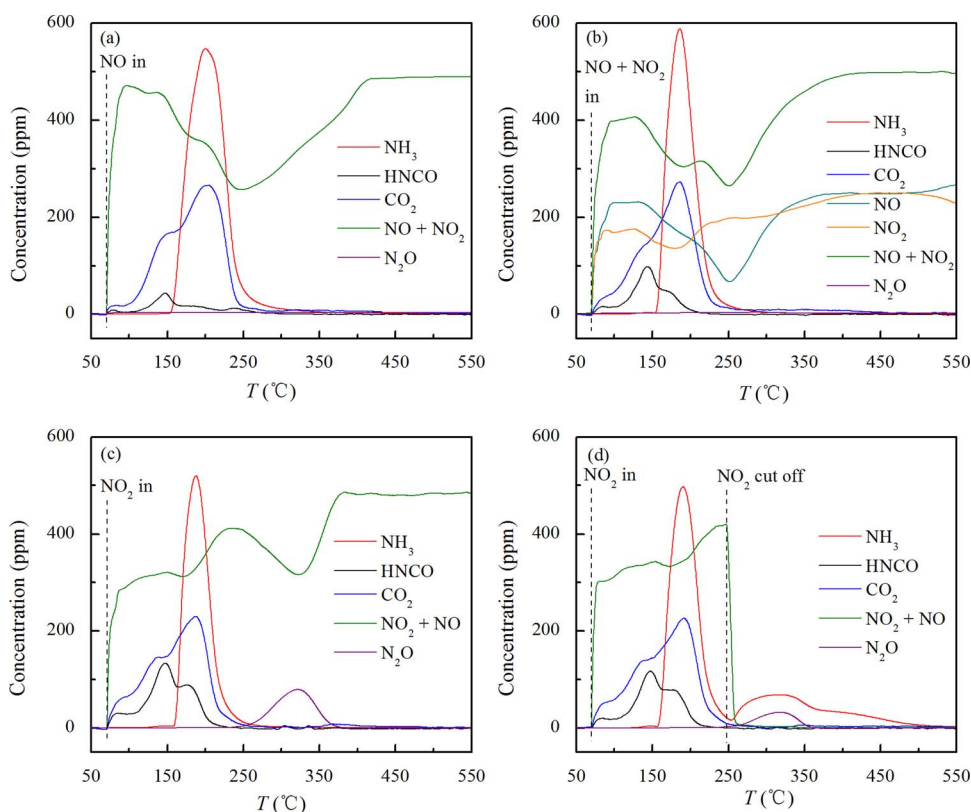 (a)
NO in
NH3
HNCO
CO2
NO + NO2
N2O
Concentration (ppm)
600
400
200
0
50 150 250 350 450 550
T (℃)
(b)
NO + NO2
in
NH3
HNCO
CO2
NO
NO2
NO + NO2
N2O
Concentration (ppm)
600
400
200
0
50 150 250 350 450 550
T (℃)
(c)
NO2 in
NH3
HNCO
CO2
NO2 + NO
N2O
Concentration (ppm)
600
400
200
0
50 150 250 350 450 550
T (℃)
(d)
NO2 in
NO2 cut off
NH3
HNCO
CO2
NO2 + NO
N2O
Concentration (ppm)
600
400
200
0
50 150 250 350 450 550
T (℃)